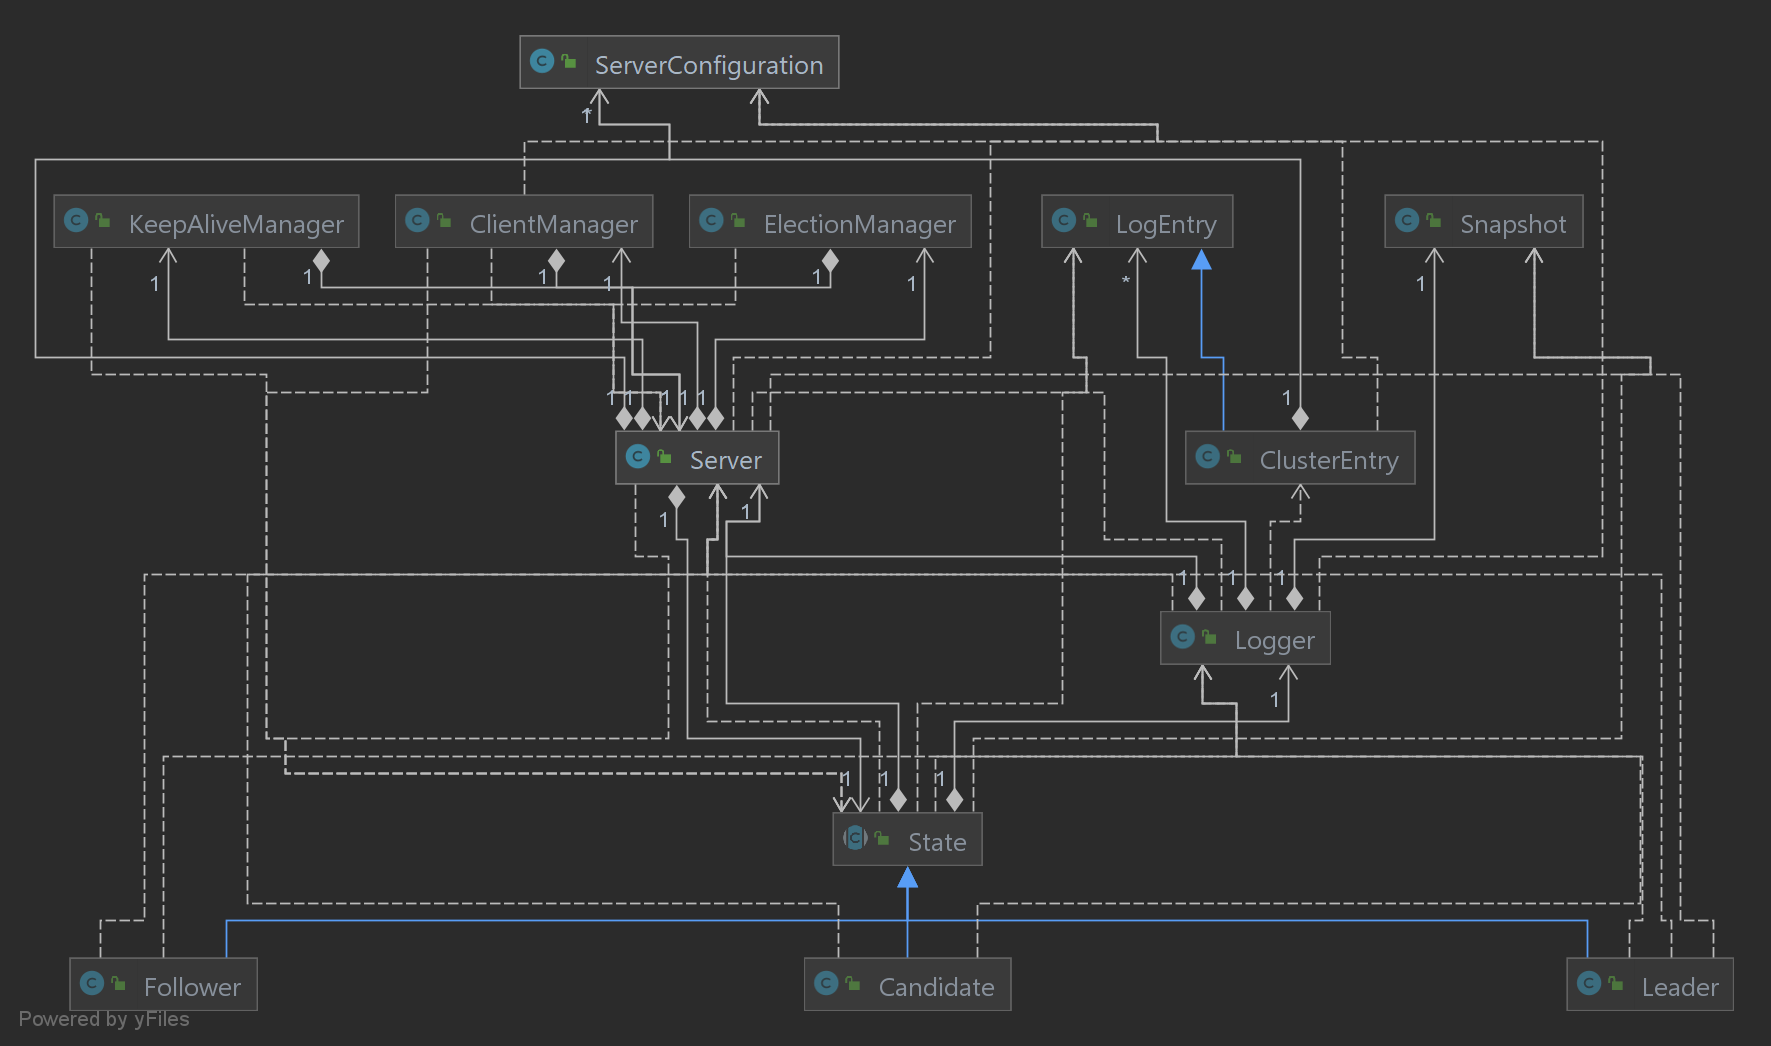 ServerConfiguration
1
*
KeepAliveManager
ClientManager
ElectionManager
LogEntry
Snapshot
1
1
1
1
1
1
*
1
1
1
1
1
1
1
Server
ClusterEntry
1
1
1
1
1
Logger
1
1
1
1
State
Follower
Candidate
Leader
Powered by yFiles